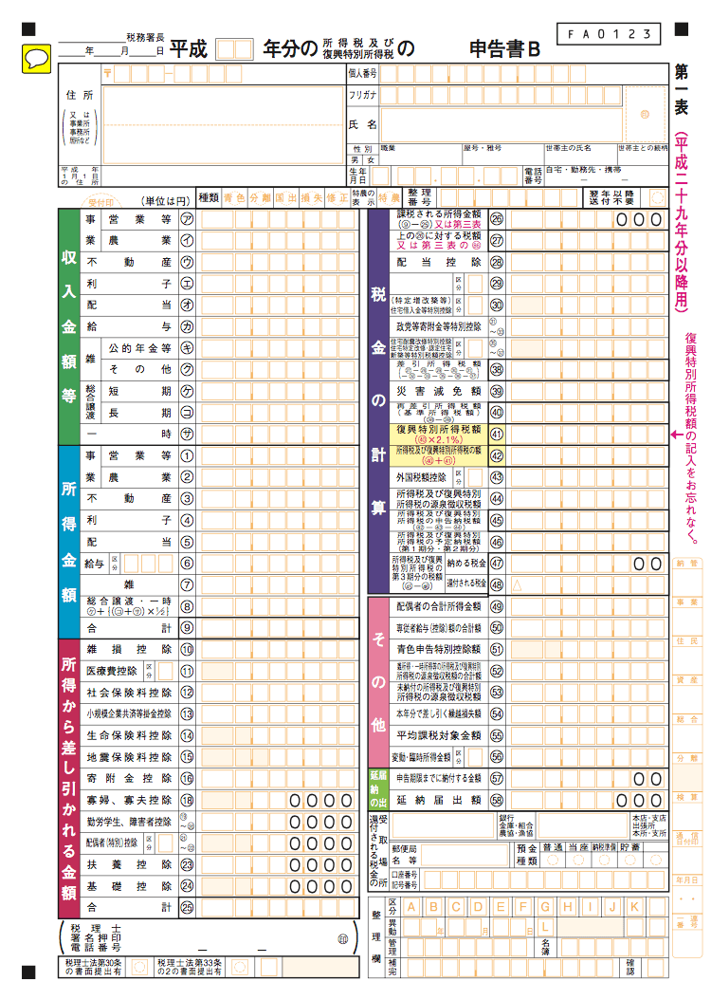 FA0123
税務署長
年 月 日
平成 年分の 所得税及び 復興特別所得税 の 申告書B
第一表（平成二十九年分以降用）
復興特別所得税額の記入をお忘れなく。
〒 －
住所
（又は 事業所 事務所 居所など）
平成 年 1月1日 の住所
個人番号
フリガナ
氏名
㊞
性別 男 女
職業
屋号・雅号
世帯主の氏名
世帯主との続柄
生年月日
電話番号
自宅・勤務先・携帯
－ －
受付印
（単位は円）
種類 青色 分離 国出 損失 修正
特農の表示 特農
整理番号
翌年以降送付不要
収入金額等
事業 営業等 ㋐
農業 ㋑
不動産 ㋒
利子 ㋓
配当 ㋔
給与 ㋕
雑 公的年金等 ㋖
その他 ㋗
総合譲渡 短期 ㋘
長期 ㋙
一時 ㋚
所得金額
事業 営業等 ①
農業 ②
不動産 ③
利子 ④
配当 ⑤
給与 区分 ⑥
雑 ⑦
総合譲渡・一時 ㋘＋{(㋙＋㋚)×½} ⑧
合計 ⑨
所得から差し引かれる金額
雑損控除 ⑩
医療費控除 区分 ⑪
社会保険料控除 ⑫
小規模企業共済等掛金控除 ⑬
生命保険料控除 ⑭
地震保険料控除 ⑮
寄附金控除 ⑯
寡婦、寡夫控除 ⑱ 0000
勤労学生、障害者控除 ⑲～⑳ 0000
配偶者(特別)控除 区分 ㉑～㉒ 0000
扶養控除 ㉓ 0000
基礎控除 ㉔ 0000
合計 ㉕
税理士 署名押印 電話番号
－ － ㊞
税理士法第30条の書面提出有
税理士法第33条の2の書面提出有
税金の計算
課税される所得金額 （⑨－㉕）又は第三表 ㉖ 000
上の㉖に対する税額 又は第三表の㊇ ㉗
配当控除 ㉘
区分 ㉙
（特定増改築等） 住宅借入金等特別控除 区分 ㉚
政党等寄附金等特別控除 ㉛～㉝
住宅耐震改修特別控除 住宅特定改修・認定住宅 新築等特別税額控除 区分 ㉟～㊲
差引所得税額 ㊳
災害減免額 ㊴
再差引所得税額 （基準所得税額） （㊳－㊴） ㊵
復興特別所得税額 （㊵×2.1%） ㊶
所得税及び復興特別所得税の額 （㊵＋㊶） ㊷
外国税額控除 区分 ㊸
所得税及び復興特別所得税の源泉徴収税額 ㊹
所得税及び復興特別所得税の申告納税額 （㊷－㊸－㊹） ㊺
所得税及び復興特別所得税の予定納税額 （第1期分・第2期分） ㊻
所得税及び復興特別所得税の第3期分の税額 （㊺－㊻） 納める税金 ㊼ 00
還付される税金 ㊽ △
その他
配偶者の合計所得金額 ㊾
専従者給与(控除)額の合計額 ㊿
青色申告特別控除額 51
雑所得・一時所得等の所得税及び復興特別所得税の源泉徴収税額の合計額 52
未納付の所得税及び復興特別所得税の源泉徴収税額 53
本年分で差し引く繰越損失額 54
平均課税対象金額 55
変動・臨時所得金額 区分 56
延納の届出
申告期限までに納付する金額 57 00
延納届出額 58 000
還付される税金の受取場所
銀行 金庫・組合 農協・漁協
本店・支店 出張所 本所・支所
郵便局名等
預金種類 普通 当座 納税準備 貯蓄
口座番号 記号番号
整理欄
区分 A B C D E F G H I J K
異動 年 月 日 L
管理 名簿
補完 確認
納管
事業
住民
資産
総合
分離
検算
通信日付印
年月日
・・
一連番号